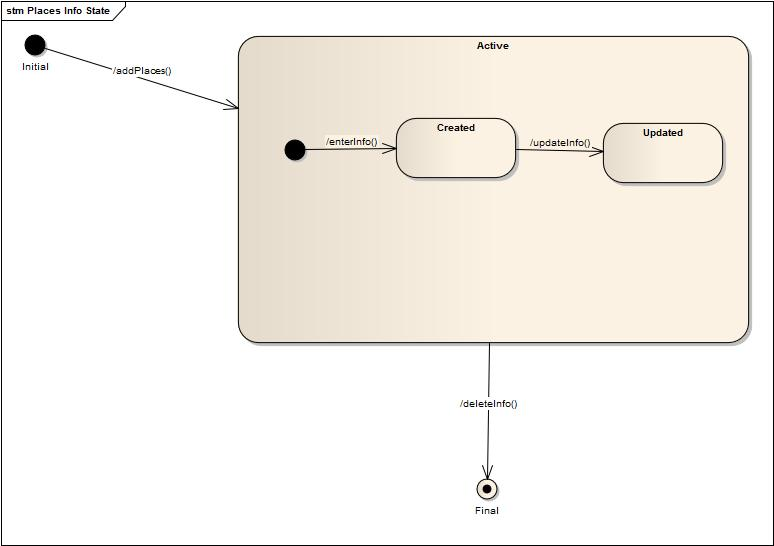 stm Places Info State
Initial
/addPlaces()
Active
/enterInfo()
Created
/updateInfo()
Updated
/deleteInfo()
Final